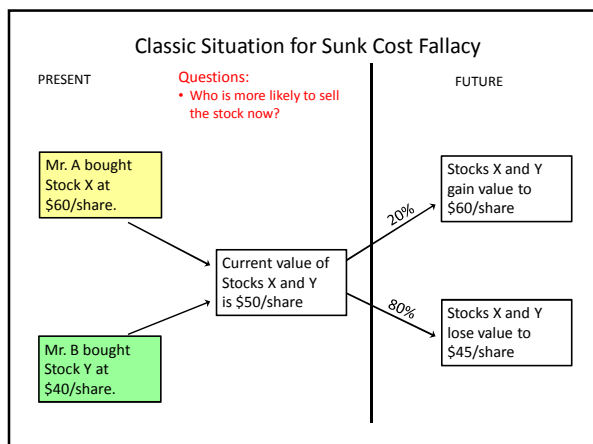 Classic Situation for Sunk Cost Fallacy
PRESENT
Questions:
• Who is more likely to sell
the stock now?
FUTURE
Mr. A bought
Stock X at
$60/share.
Stocks X and Y
gain value to
$60/share
20%
Current value of
Stocks X and Y
is $50/share
80%
Mr. B bought
Stock Y at
$40/share.
Stocks X and Y
lose value to
$45/share